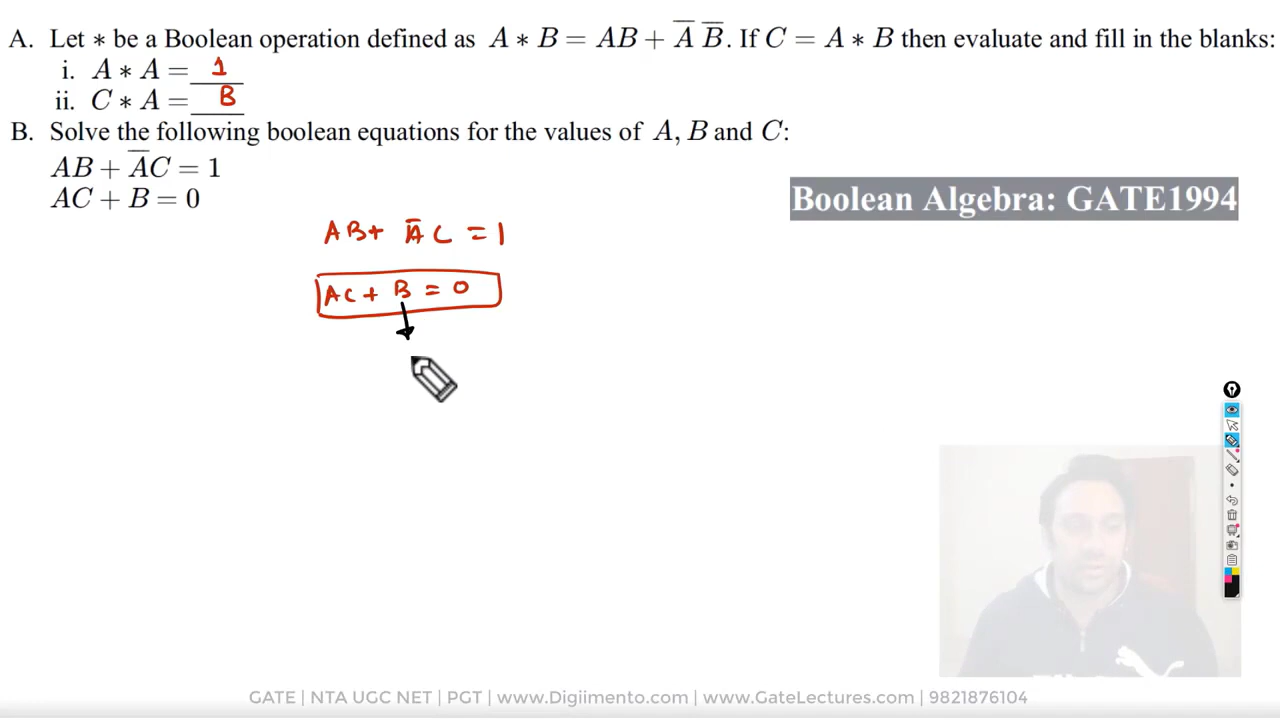 A. Let * be a Boolean operation defined as A * B = AB + A̅ B̅. If C = A * B then evaluate and fill in the blanks:
i. A * A = 1
ii. C * A = B
B. Solve the following boolean equations for the values of A, B and C:
AB + A̅C = 1
AC + B = 0
Boolean Algebra: GATE1994
AB + A̅ C = 1
AC + B = 0
GATE | NTA UGC NET | PGT | www.Digiimento.com | www.GateLectures.com | 9821876104